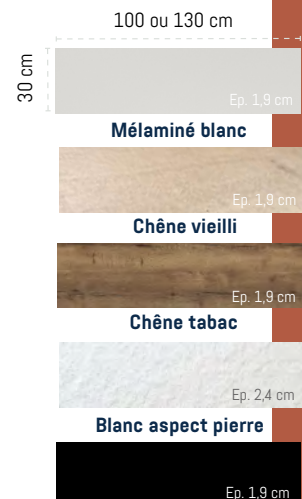 100 ou 130 cm
30 cm
Ep. 1,9 cm
Mélaminé blanc
Ep. 1,9 cm
Chêne vieilli
Ep. 1,9 cm
Chêne tabac
Ep. 2,4 cm
Blanc aspect pierre
Ep. 1,9 cm